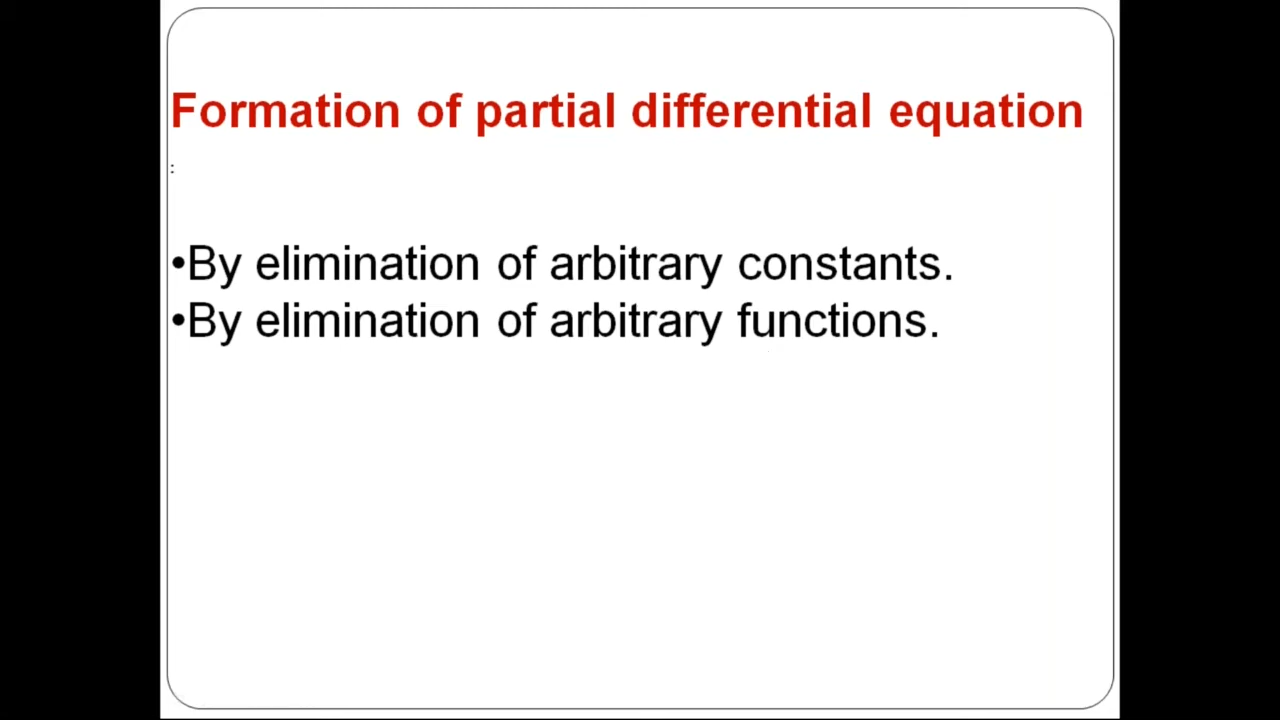 Formation of partial differential equation
:
•By elimination of arbitrary constants.
•By elimination of arbitrary functions.